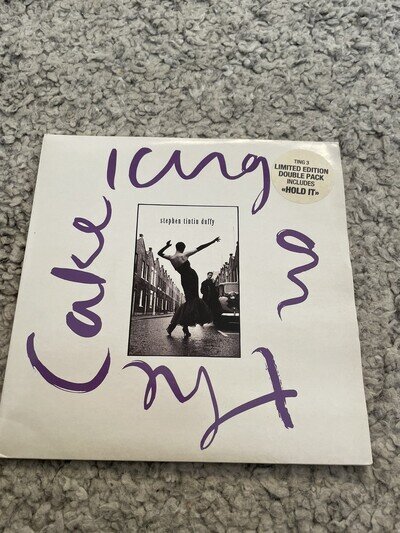 Icing
on
The
Cake
TING 3
LIMITED EDITION
DOUBLE PACK
INCLUDES
«HOLD IT»
stephen tintin duffy